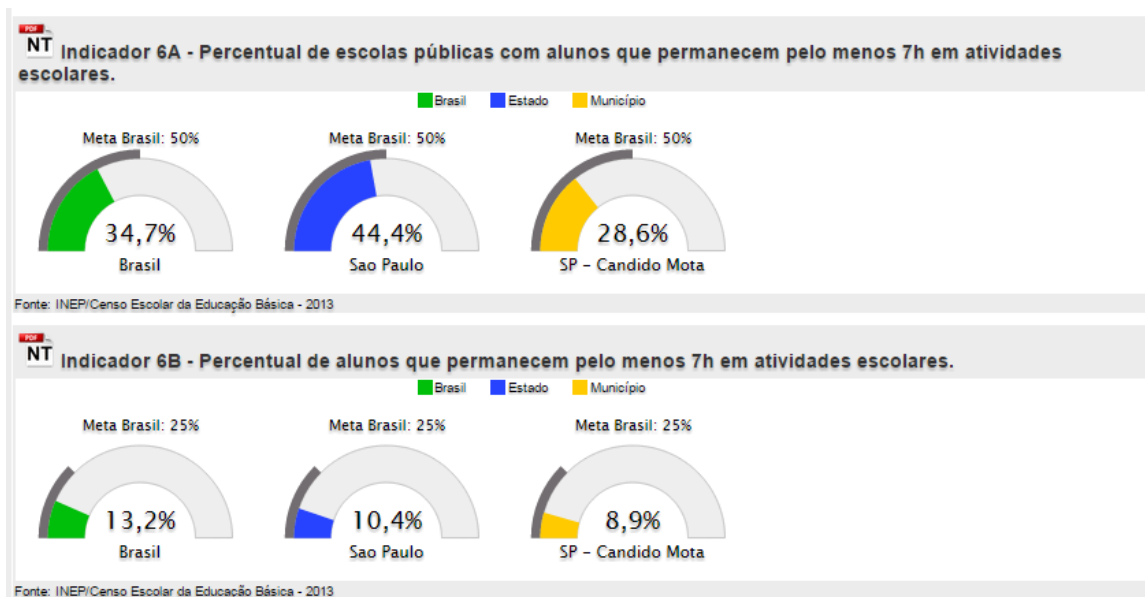 PDF
NT Indicador 6A - Percentual de escolas públicas com alunos que permanecem pelo menos 7h em atividades
escolares.
Brasil Estado Município
Meta Brasil: 50% Meta Brasil: 50% Meta Brasil: 50%
34,7% 44,4% 28,6%
Brasil Sao Paulo SP - Candido Mota
Fonte: INEP/Censo Escolar da Educação Básica - 2013
PDF
NT Indicador 6B - Percentual de alunos que permanecem pelo menos 7h em atividades escolares.
Brasil Estado Município
Meta Brasil: 25% Meta Brasil: 25% Meta Brasil: 25%
13,2% 10,4% 8,9%
Brasil Sao Paulo SP - Candido Mota
Fonte: INEP/Censo Escolar da Educação Básica - 2013